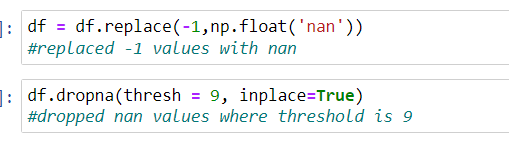 ]: df = df.replace(-1,np.float('nan'))
#replaced -1 values with nan
]: df.dropna(thresh = 9, inplace=True)
#dropped nan values where threshold is 9